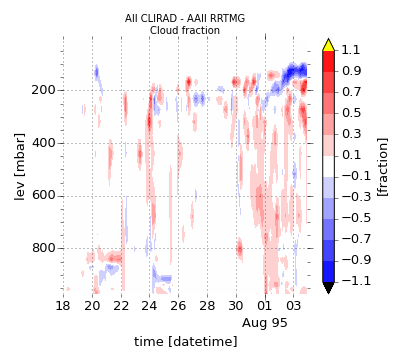 All CLIRAD - AAll RRTMG
Cloud fraction
lev [mbar]
200
400
600
800
18 20 22 24 26 28 30 01 03
Aug 95
time [datetime]
1.1
0.9
0.7
0.5
0.3
0.1
−0.1
−0.3
−0.5
−0.7
−0.9
−1.1
[fraction]